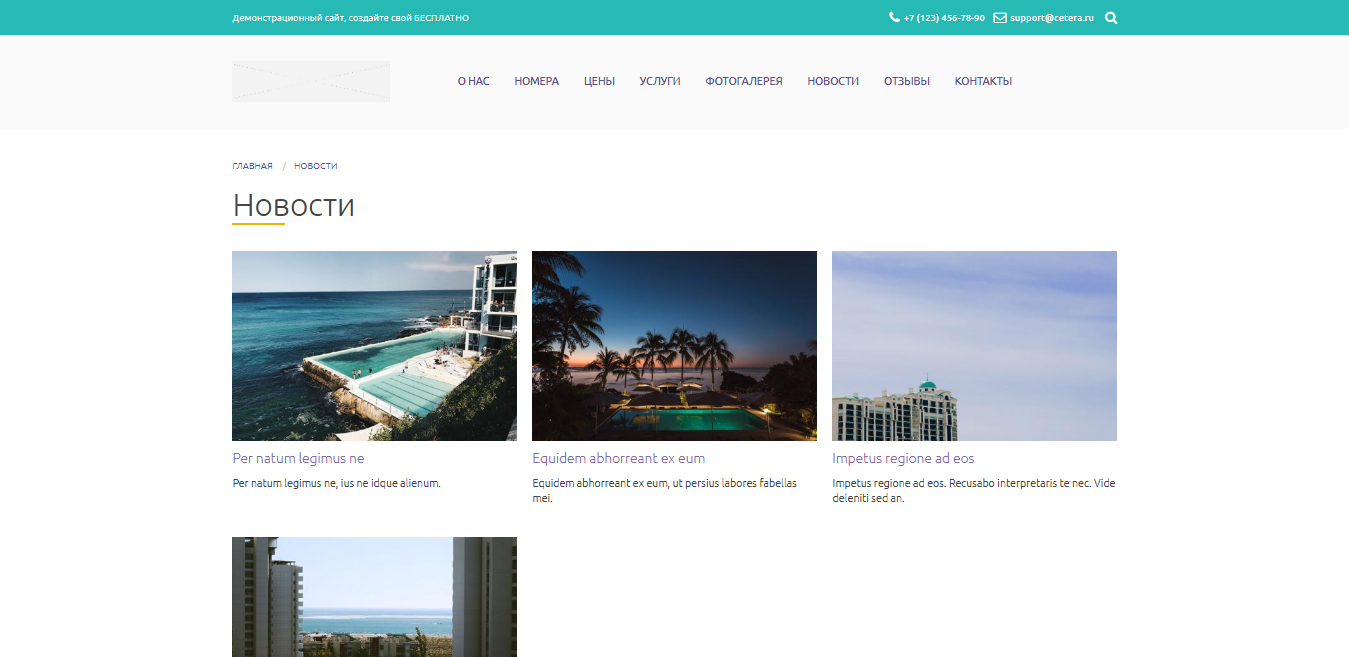 Демонстрационный сайт, создайте свой БЕСПЛАТНО
+7 (123) 456-78-90
support@cetera.ru
О НАС
НОМЕРА
ЦЕНЫ
УСЛУГИ
ФОТОГАЛЕРЕЯ
НОВОСТИ
ОТЗЫВЫ
КОНТАКТЫ
ГЛАВНАЯ / НОВОСТИ
Новости
Per natum legimus ne
Per natum legimus ne, ius ne idque alienum.
Equidem abhorreant ex eum
Equidem abhorreant ex eum, ut persius labores fabellas
mei.
Impetus regione ad eos
Impetus regione ad eos. Recusabo interpretaris te nec. Vide
deleniti sed an.